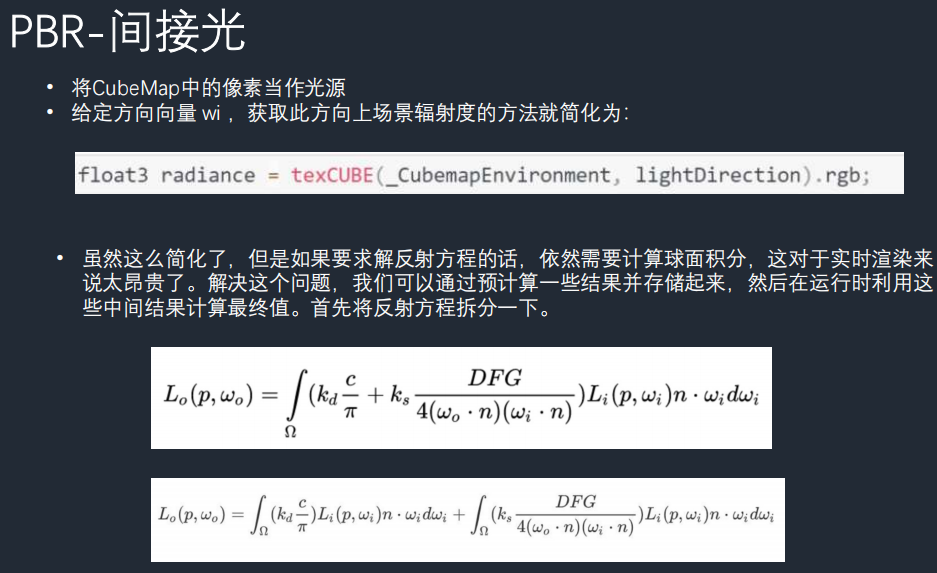 PBR-间接光
• 将CubeMap中的像素当作光源
• 给定方向向量 wi ，获取此方向上场景辐射度的方法就简化为：
float3 radiance = texCUBE(_CubemapEnvironment, lightDirection).rgb;
• 虽然这么简化了，但是如果要求解反射方程的话，依然需要计算球面积分，这对于实时渲染来
说太昂贵了。解决这个问题，我们可以通过预计算一些结果并存储起来，然后在运行时利用这
些中间结果计算最终值。首先将反射方程拆分一下。
$L_o(p,\omega_o) = \int_{\Omega} (k_d \frac{c}{\pi} + k_s \frac{DFG}{4(\omega_o \cdot n)(\omega_i \cdot n)}) L_i(p,\omega_i) n \cdot \omega_i d\omega_i$
$L_o(p,\omega_o) = \int_{\Omega} (k_d \frac{c}{\pi}) L_i(p,\omega_i) n \cdot \omega_i d\omega_i + \int_{\Omega} (k_s \frac{DFG}{4(\omega_o \cdot n)(\omega_i \cdot n)}) L_i(p,\omega_i) n \cdot \omega_i d\omega_i$